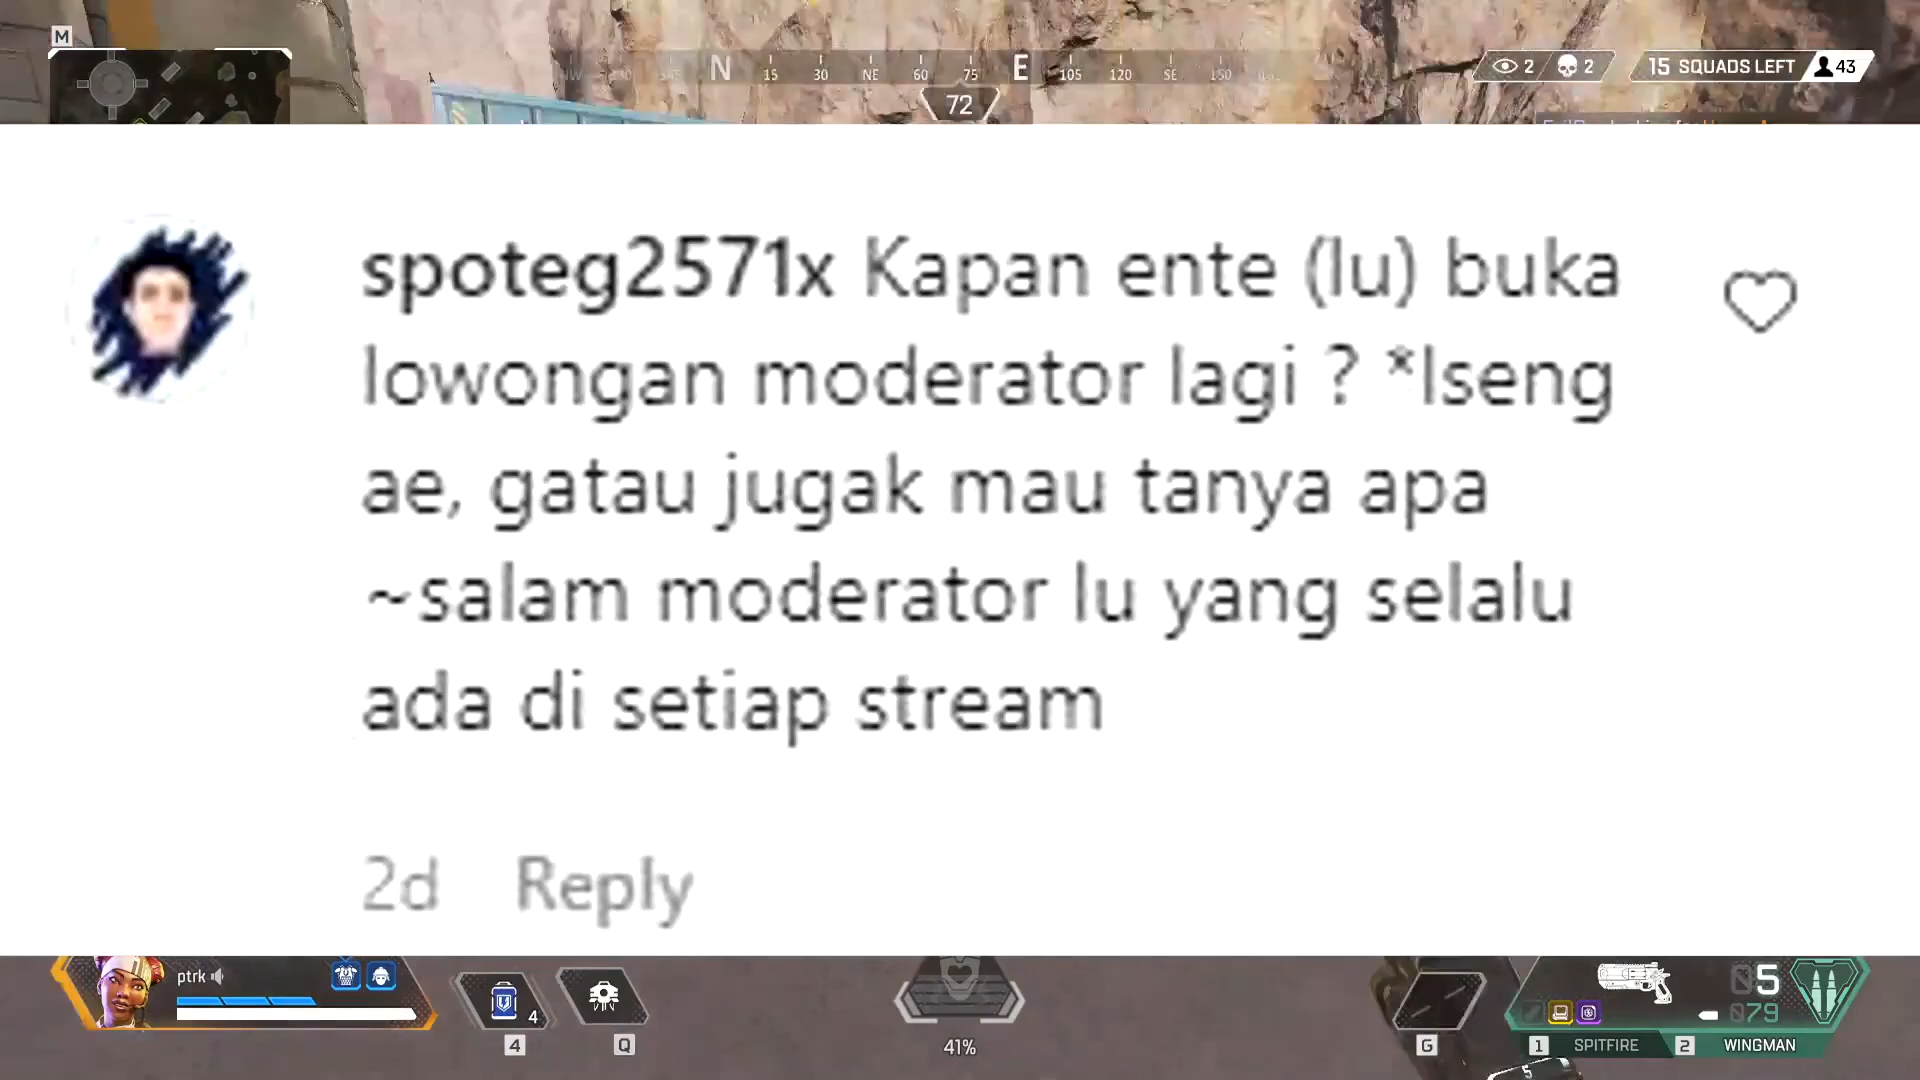 M
N 15 30 NE 60 75 E 105 120 SE 150
72
2 2
15 SQUADS LEFT 43
spoteg2571x Kapan ente (lu) buka
lowongan moderator lagi ? *Iseng
ae, gatau jugak mau tanya apa
~salam moderator lu yang selalu
ada di setiap stream
2d Reply
ptrk
4
4 Q
41%
G
5
79
1 SPITFIRE 2 WINGMAN
5